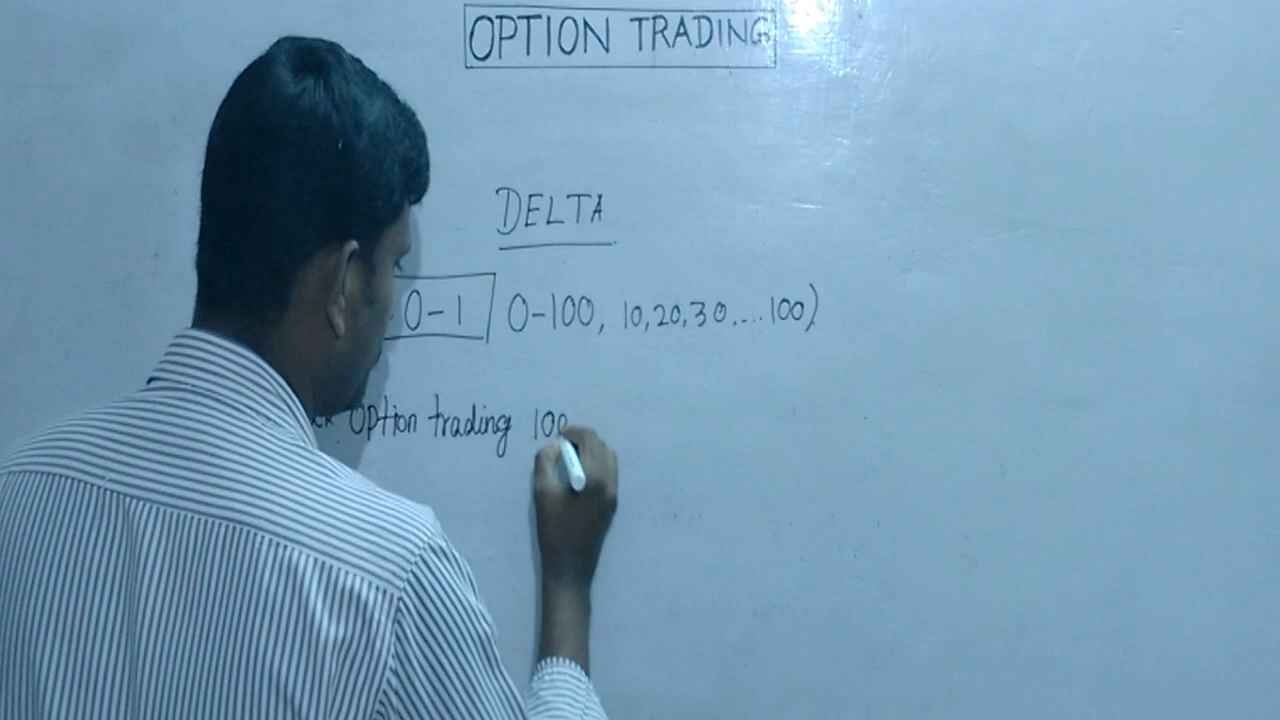 OPTION TRADING
DELTA
0-1 0-100, 10,20,30....100)
Option trading 100